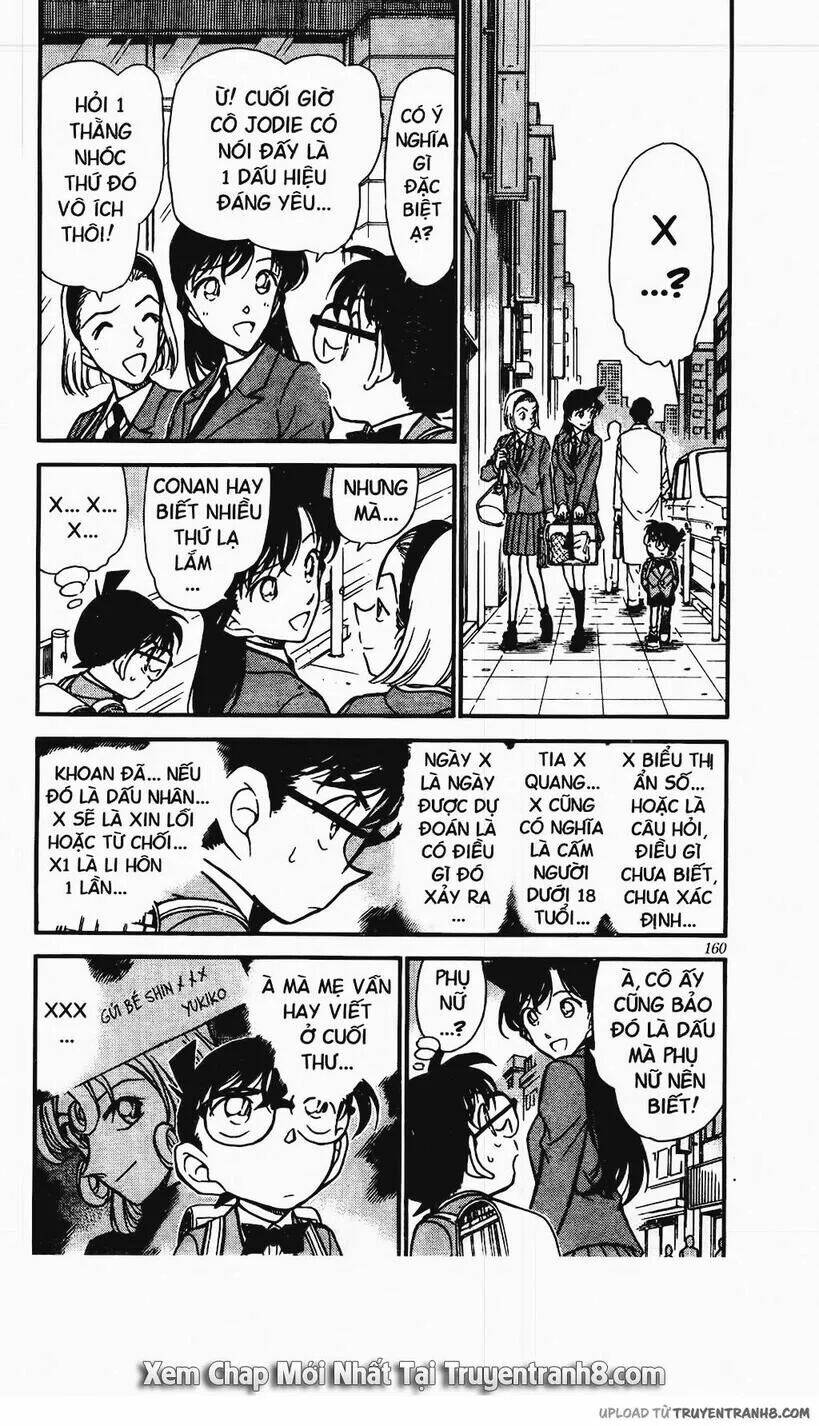 X
...?
CÓ Ý
NGHĨA
GÌ
ĐẶC
BIỆT
Ạ?
Ừ! CUỐI GIỜ
CÔ JODIE CÓ
NÓI ĐẤY LÀ
1 DẤU HIỆU
ĐÁNG YÊU...
HỎI 1
THẰNG
NHÓC
THỨ ĐÓ
VÔ ÍCH
THÔI!
NHƯNG
MÀ...
CONAN HAY
BIẾT NHIỀU
THỨ LẠ
LẮM
...
X... X...
X...
X BIỂU THỊ
ẨN SỐ...
HOẶC LÀ
CÂU HỎI,
ĐIỀU GÌ
CHƯA BIẾT,
CHƯA XÁC
ĐỊNH...
TIA X
QUANG...
X CŨNG
CÓ NGHĨA
LÀ CẤM
NGƯỜI
DƯỚI 18
TUỔI...
NGÀY X
LÀ NGÀY
ĐƯỢC DỰ
ĐOÁN LÀ
CÓ ĐIỀU
GÌ ĐÓ
XẢY RA
...
KHOAN ĐÃ... NẾU
ĐÓ LÀ DẤU NHÂN...
X SẼ LÀ XIN LỖI
HOẶC TỪ CHỐI...
X1 LÀ LI HÔN
1 LẦN...
160
À, CÔ ẤY
CŨNG BẢO
ĐÓ LÀ DẤU
MÀ PHỤ
NỮ NÊN
BIẾT!
PHỤ
NỮ
...?
À MÀ MẸ VẪN
HAY VIẾT
Ở CUỐI
THƯ...
GỬI BÉ SHIN XXX
YUKIKO
XXX
...
Xem Chap Mới Nhất Tại Truyentranh8.com
UPLOAD TỪ TRUYENTRANH8.COM